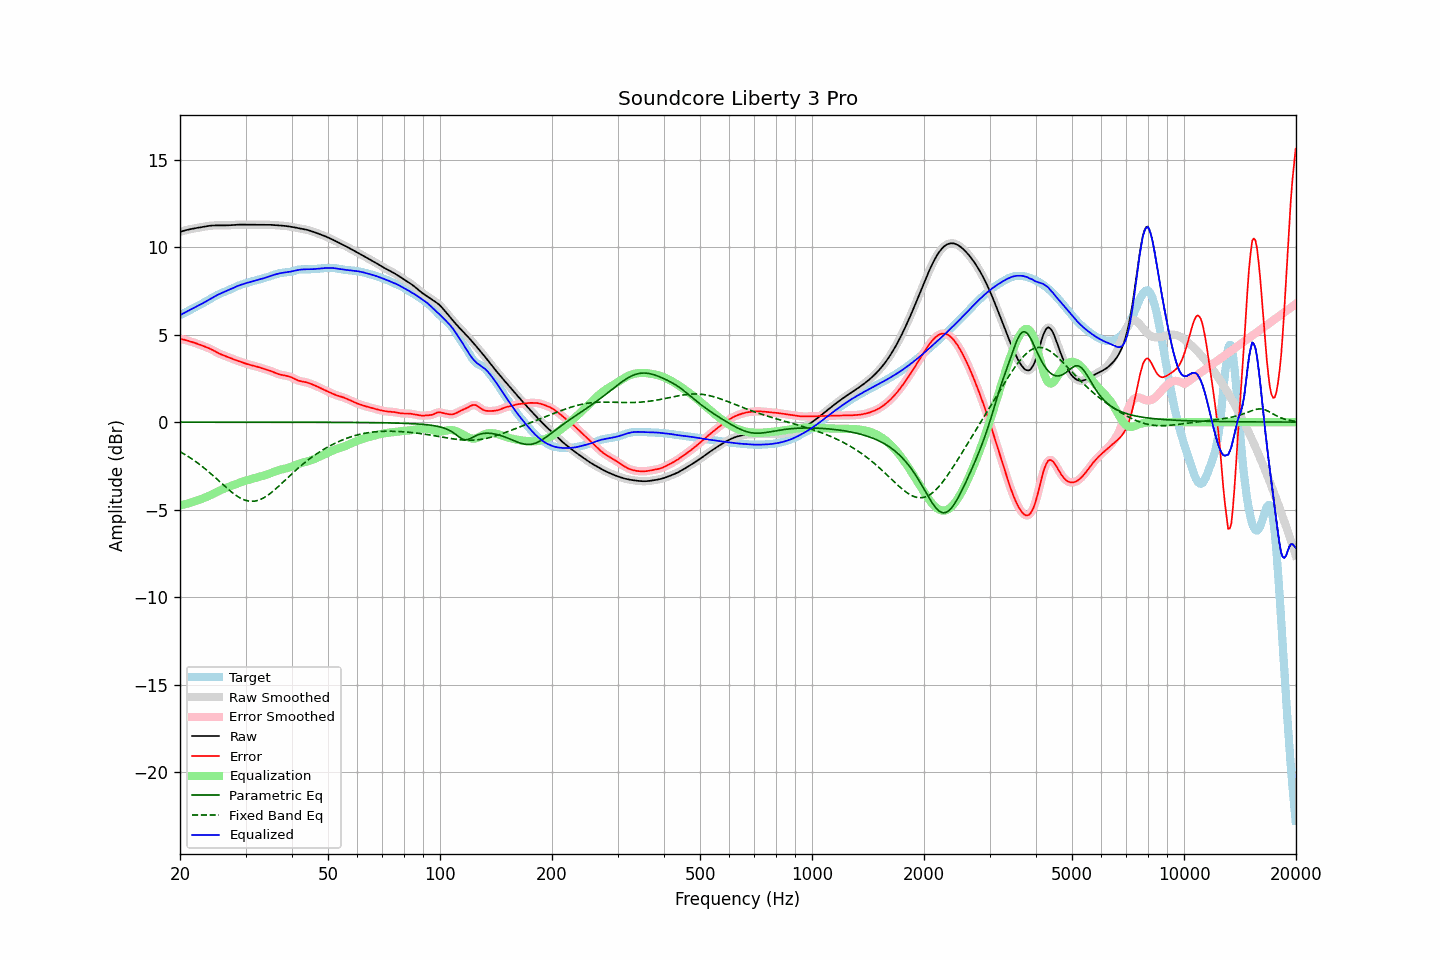 Soundcore Liberty 3 Pro
Amplitude (dBr)
15
10
5
0
−5
−10
−15
−20
Target
Raw Smoothed
Error Smoothed
Raw
Error
Equalization
Parametric Eq
Fixed Band Eq
Equalized
20 50 100 200 500 1000 2000 5000 10000 20000
Frequency (Hz)